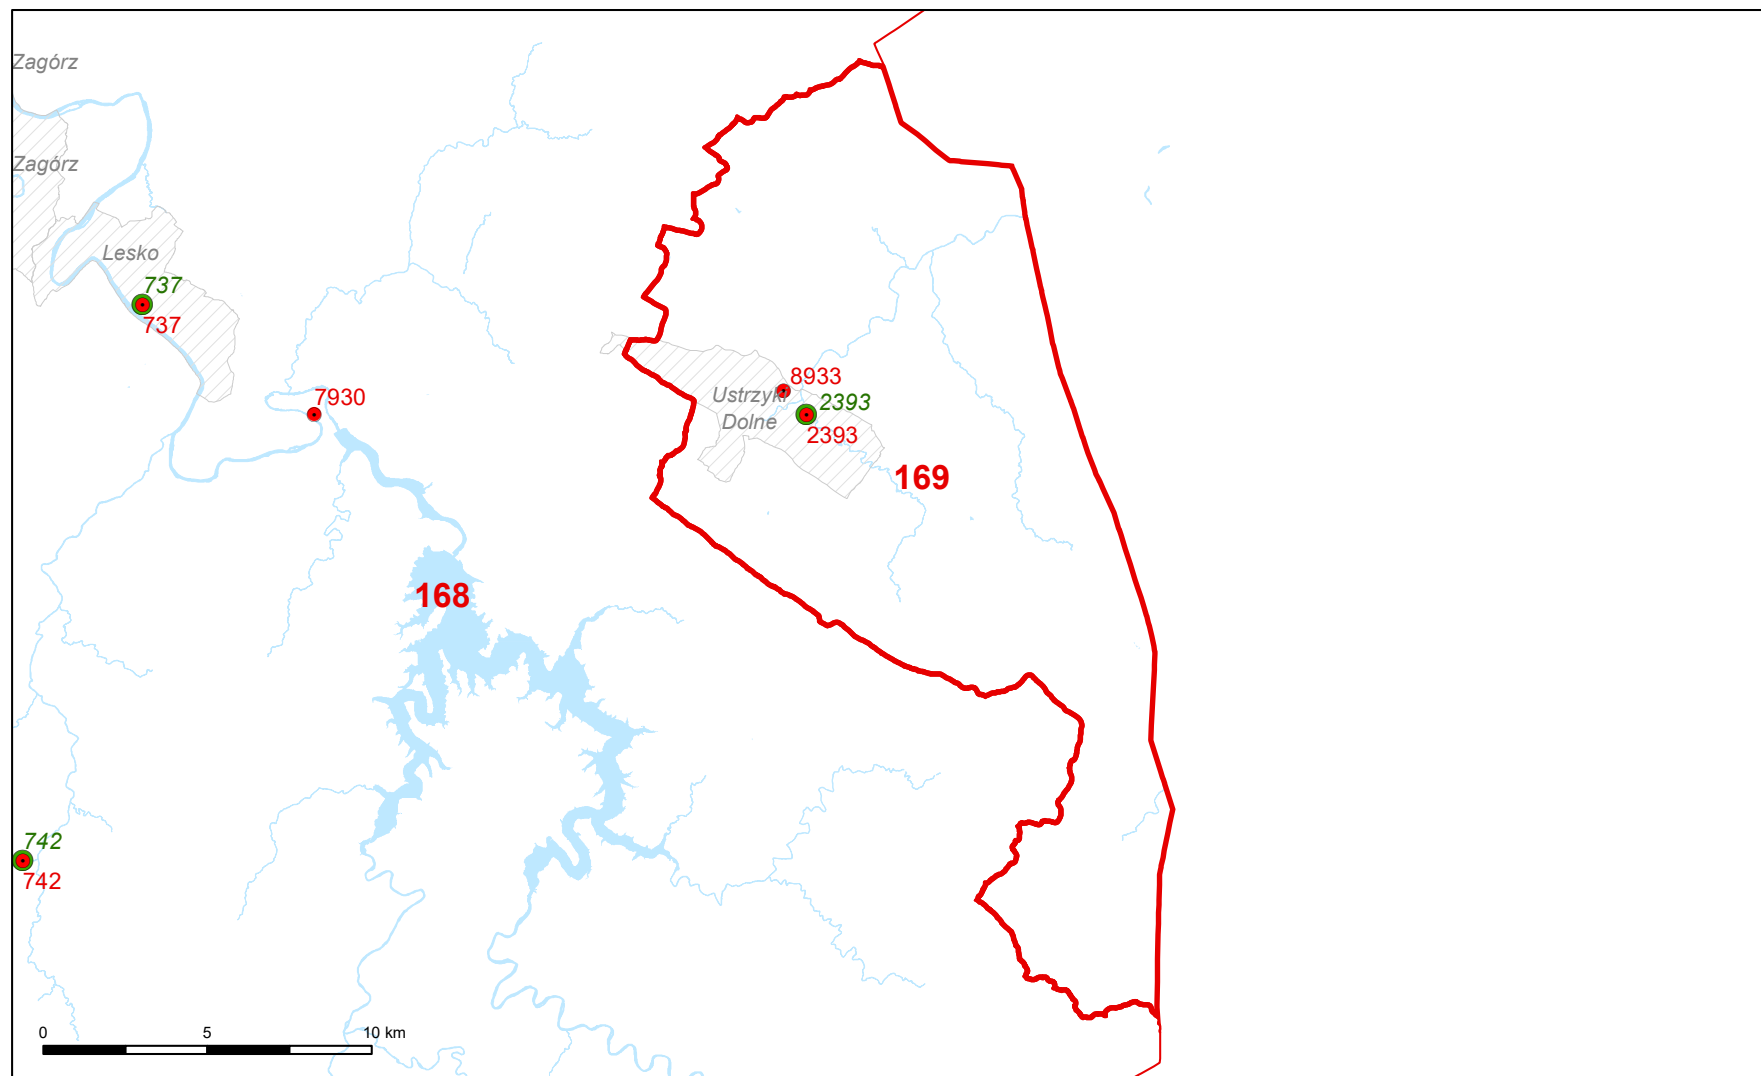 Zagórz
Zagórz
Lesko
737
737
7930
8933
Ustrzyki
Dolne
2393
2393
169
168
742
742
0 5 10 km